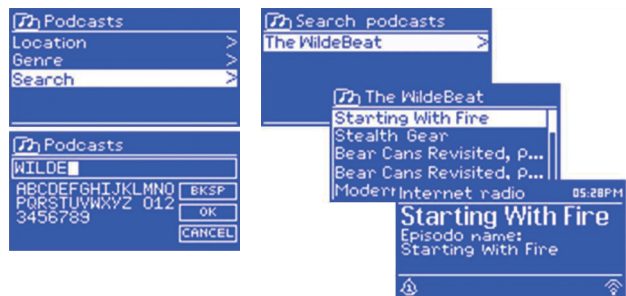 Podcasts
Location >
Genre >
Search >
Podcasts
WILDE
ABCDEFGHIJKLMNO BKSP
PQRSTUVWXYZ 012
3456789 OK
CANCEL
Search podcasts
The WildeBeat >
The WildeBeat
Starting With Fire
Stealth Gear
Bear Cans Revisited, p...
Bear Cans Revisited, p...
Moderr
Internet radio 05:28PM
Starting With Fire
Episodo name:
Starting With Fire
1